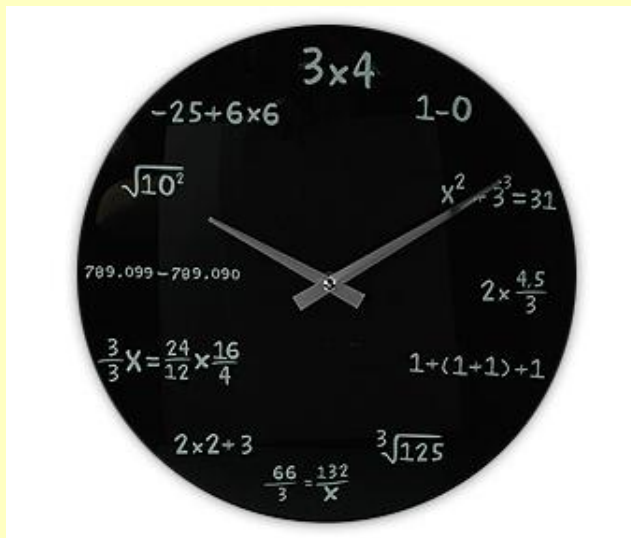 3x4
1-0
x² + 3³=31
2x 4,5/3
1+(1+1)+1
³√125
66/3 = 132/x
2x2+3
3/3 X= 24/12 x 16/4
789.099-789.090
√10²
-25+6x6